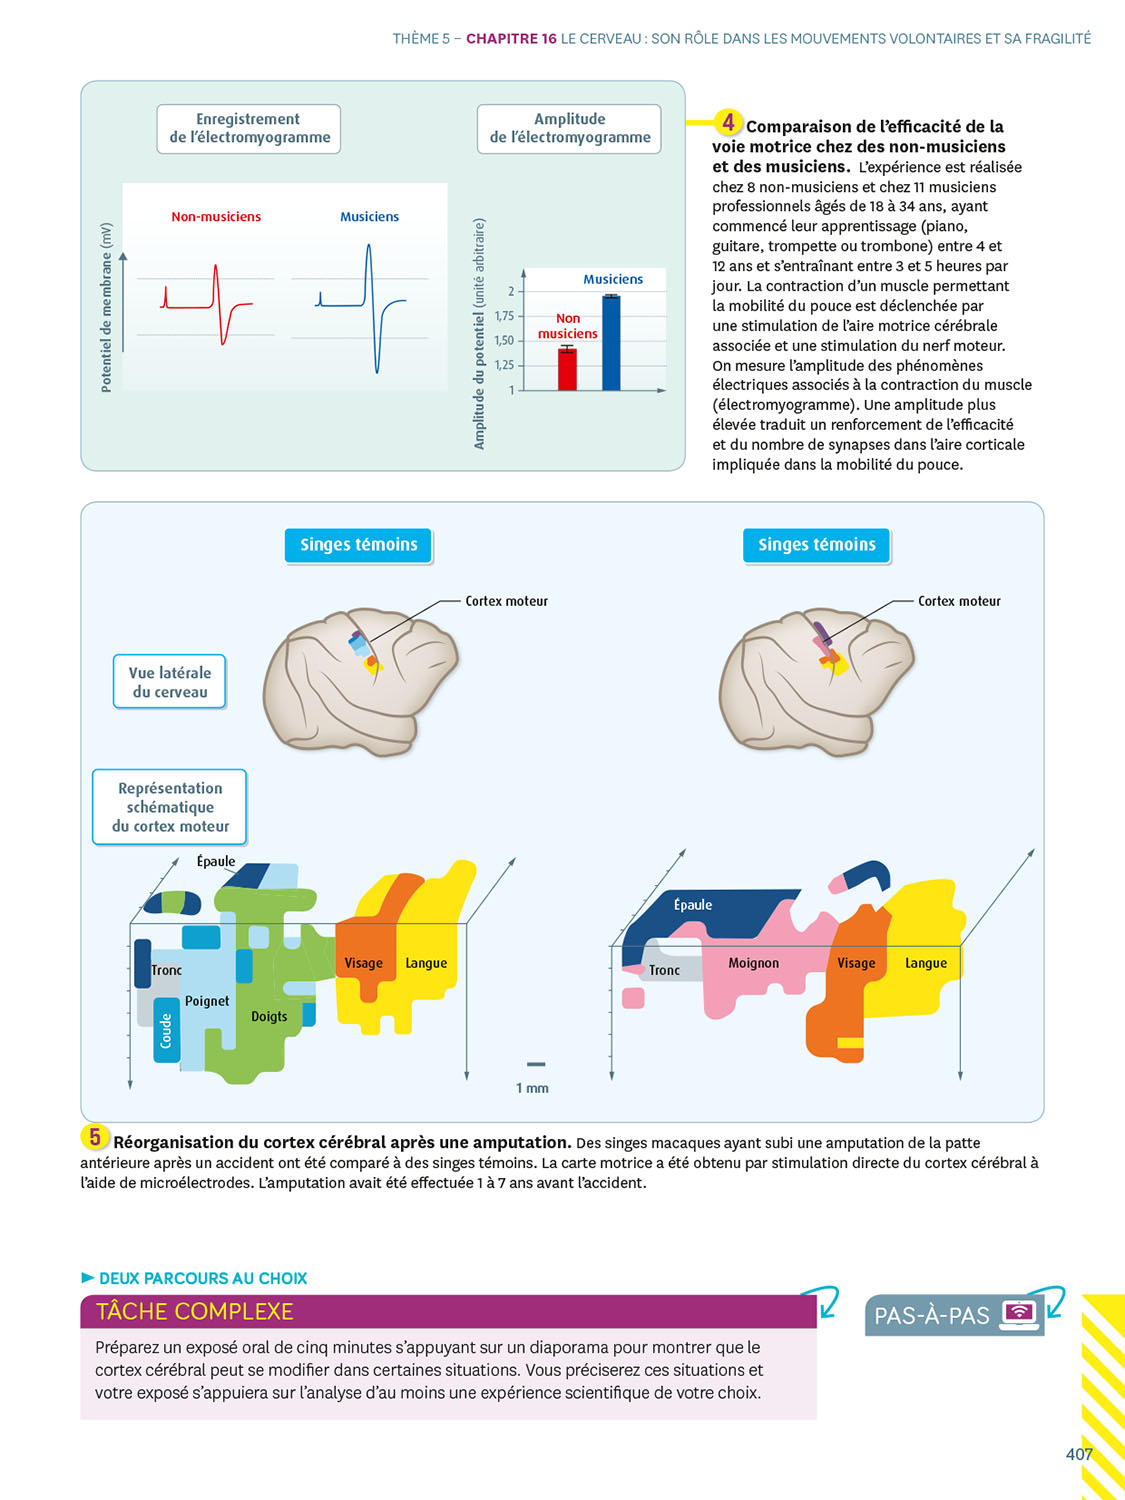 THÈME 5 – CHAPITRE 16 LE CERVEAU : SON RÔLE DANS LES MOUVEMENTS VOLONTAIRES ET SA FRAGILITÉ
Enregistrement
de l'électromyogramme
Amplitude
de l'électromyogramme
Potentiel de membrane (mV)
Non-musiciens
Musiciens
Amplitude du potentiel (unité arbitraire)
2
1,75
1,50
1,25
1
Musiciens
Non
musiciens
4 Comparaison de l'efficacité de la
voie motrice chez des non-musiciens
et des musiciens. L'expérience est réalisée
chez 8 non-musiciens et chez 11 musiciens
professionnels âgés de 18 à 34 ans, ayant
commencé leur apprentissage (piano,
guitare, trompette ou trombone) entre 4 et
12 ans et s'entraînant entre 3 et 5 heures par
jour. La contraction d'un muscle permettant
la mobilité du pouce est déclenchée par
une stimulation de l'aire motrice cérébrale
associée et une stimulation du nerf moteur.
On mesure l'amplitude des phénomènes
électriques associés à la contraction du muscle
(électromyogramme). Une amplitude plus
élevée traduit un renforcement de l'efficacité
et du nombre de synapses dans l'aire corticale
impliquée dans la mobilité du pouce.
Singes témoins
Singes témoins
Cortex moteur
Cortex moteur
Vue latérale
du cerveau
Représentation
schématique
du cortex moteur
Épaule
Tronc
Poignet
Coude
Doigts
Visage
Langue
Épaule
Tronc
Moignon
Visage
Langue
1 mm
5 Réorganisation du cortex cérébral après une amputation. Des singes macaques ayant subi une amputation de la patte
antérieure après un accident ont été comparé à des singes témoins. La carte motrice a été obtenu par stimulation directe du cortex cérébral à
l'aide de microélectrodes. L'amputation avait été effectuée 1 à 7 ans avant l'accident.
► DEUX PARCOURS AU CHOIX
TÂCHE COMPLEXE
PAS-À-PAS
Préparez un exposé oral de cinq minutes s'appuyant sur un diaporama pour montrer que le
cortex cérébral peut se modifier dans certaines situations. Vous préciserez ces situations et
votre exposé s'appuiera sur l'analyse d'au moins une expérience scientifique de votre choix.
407